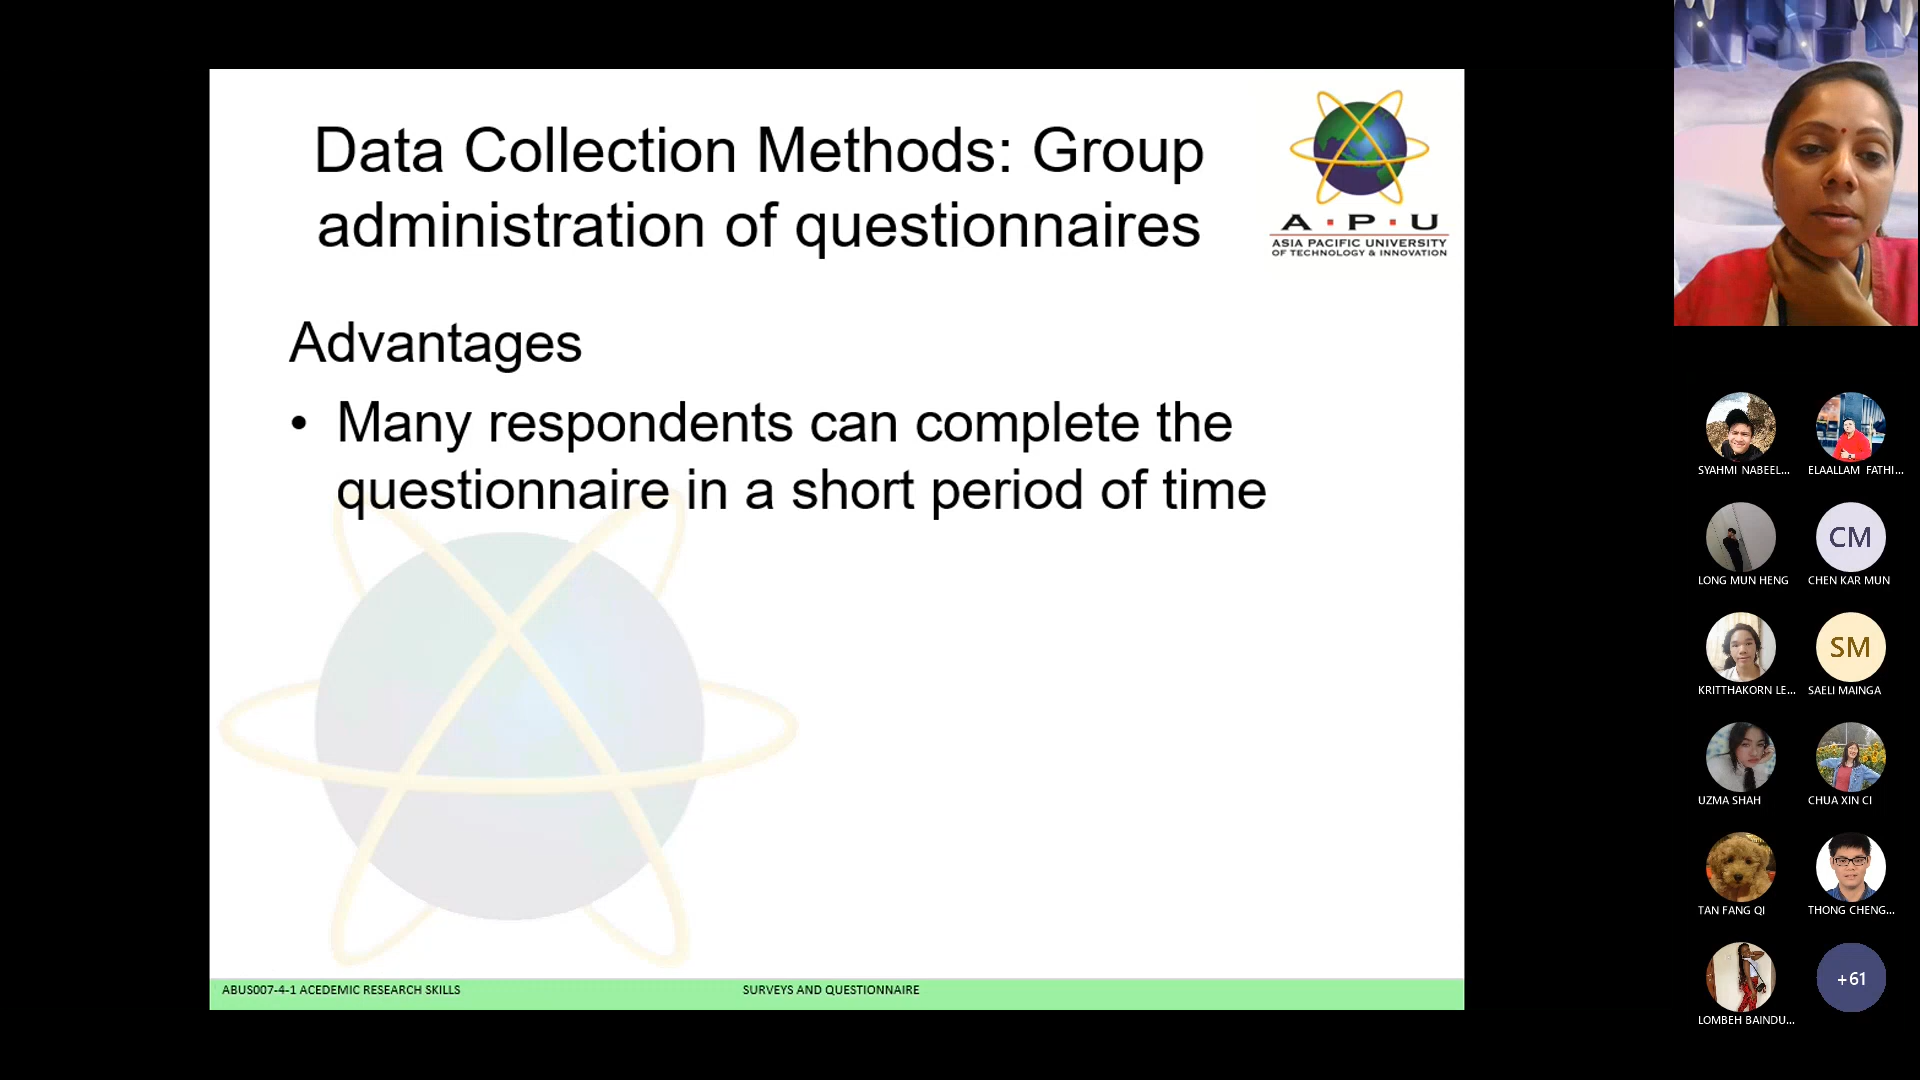 Data Collection Methods: Group
administration of questionnaires
A·P·U
ASIA PACIFIC UNIVERSITY
OF TECHNOLOGY & INNOVATION
Advantages
• Many respondents can complete the
questionnaire in a short period of time
ABUS007-4-1 ACEDEMIC RESEARCH SKILLS
SURVEYS AND QUESTIONNAIRE
SYAHMI NABEEL...
ELAALLAM FATHI...
LONG MUN HENG
CM
CHEN KAR MUN
KRITTHAKORN LE...
SM
SAELI MAINGA
UZMA SHAH
CHUA XIN CI
TAN FANG QI
THONG CHENG...
LOMBEH BAINDU...
+61